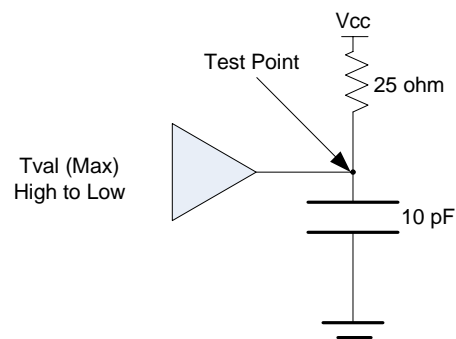 Vcc
Test Point
25 ohm
Tval (Max)
High to Low
10 pF